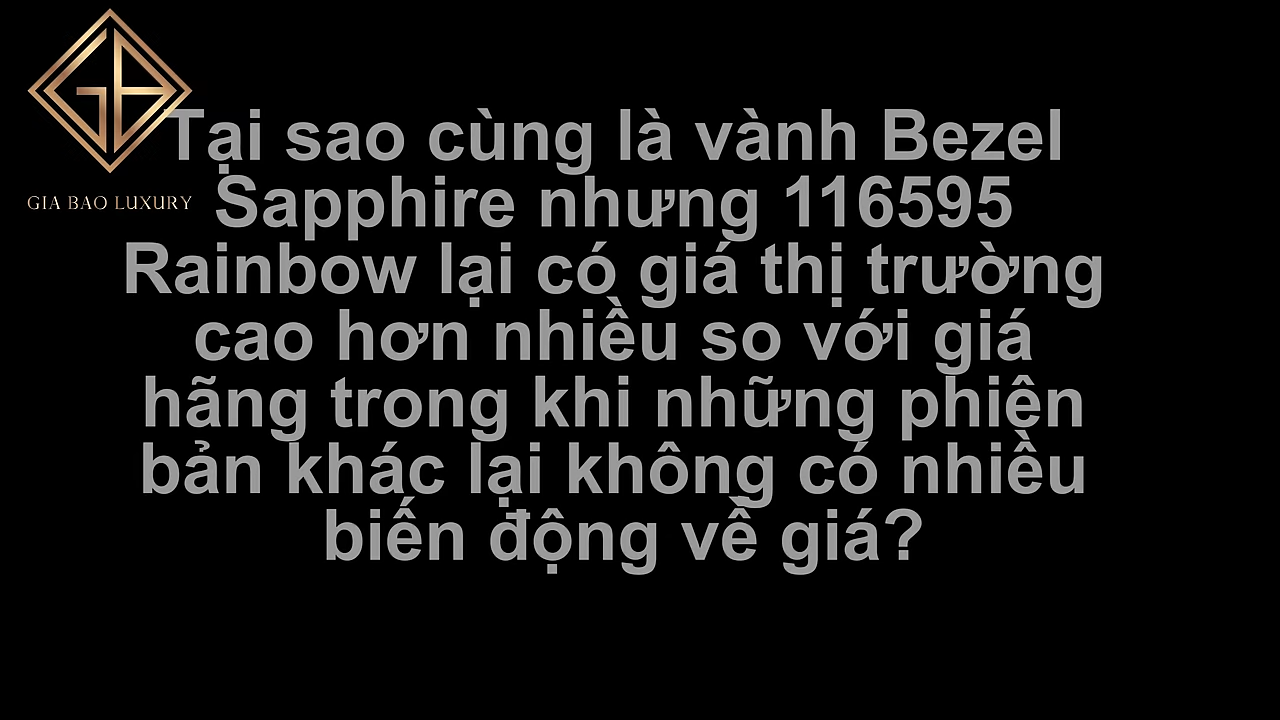 GIA BAO LUXURY
Tại sao cùng là vành Bezel
Sapphire nhưng 116595
Rainbow lại có giá thị trường
cao hơn nhiều so với giá
hãng trong khi những phiên
bản khác lại không có nhiều
biến động về giá?